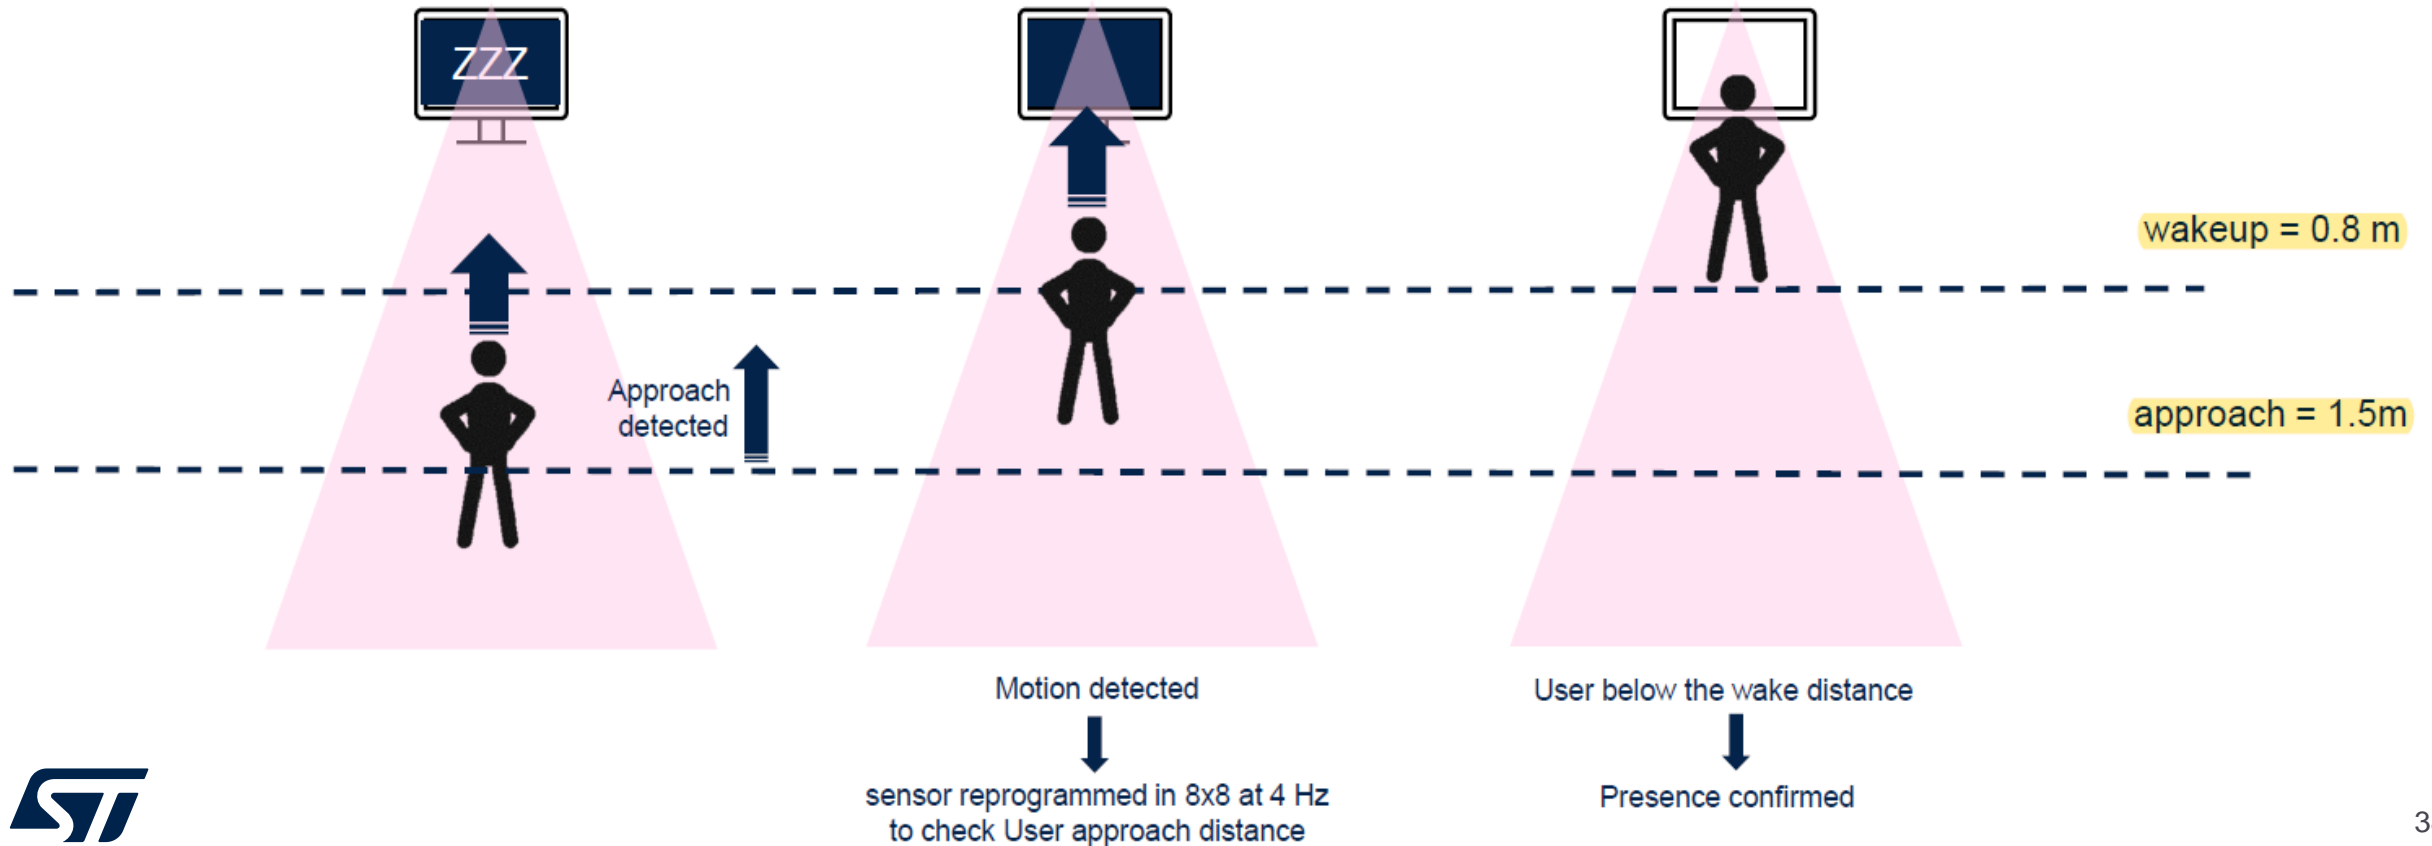 ZZZ
wakeup = 0.8 m
Approach
detected
approach = 1.5m
Motion detected
User below the wake distance
sensor reprogrammed in 8x8 at 4 Hz
to check User approach distance
Presence confirmed
ST